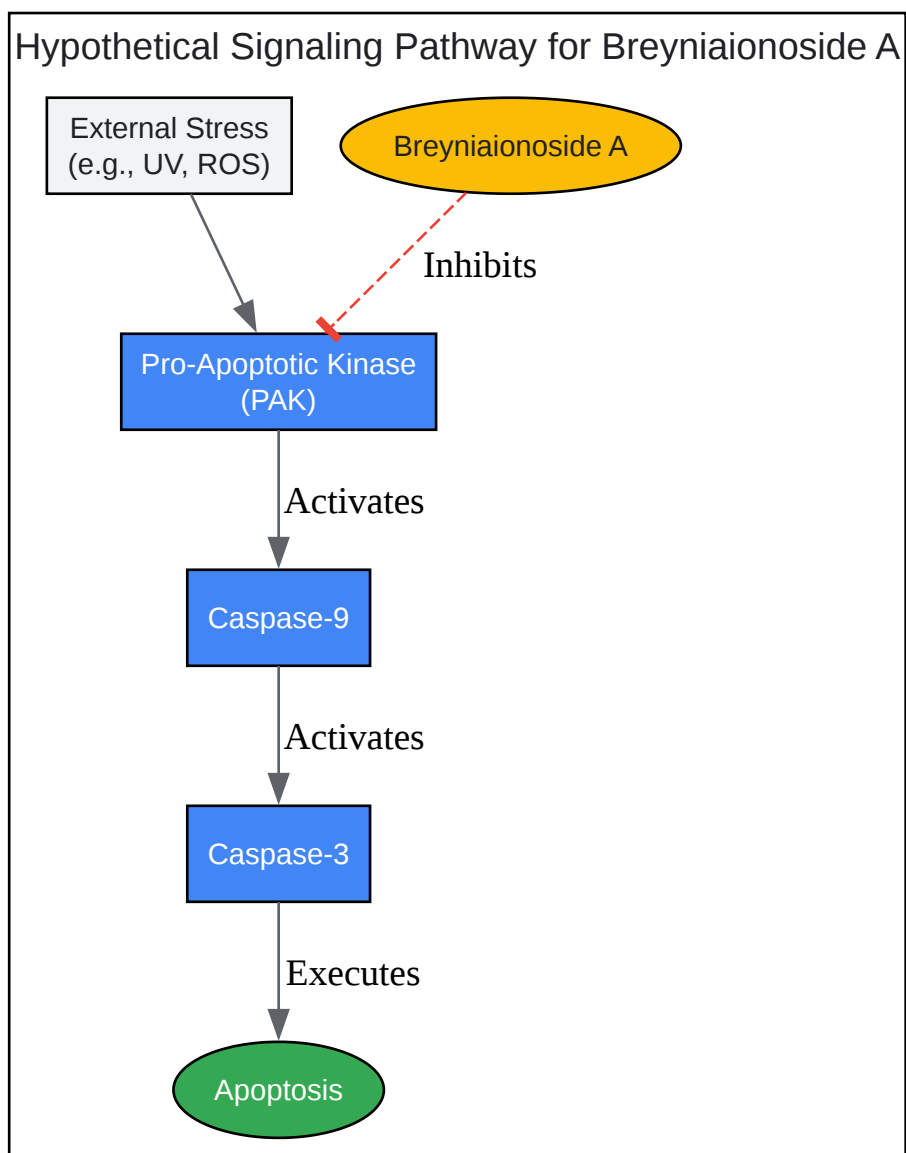 Hypothetical Signaling Pathway for Breyniaionoside A
External Stress
(e.g., UV, ROS)
Breyniaionoside A
Inhibits
Pro-Apoptotic Kinase
(PAK)
Activates
Caspase-9
Activates
Caspase-3
Executes
Apoptosis